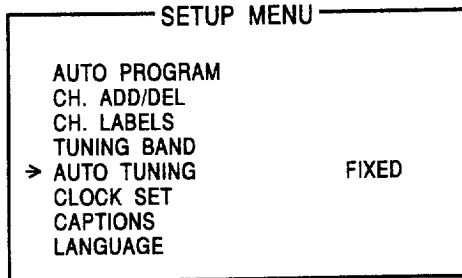 SETUP MENU
AUTO PROGRAM
CH. ADD/DEL
CH. LABELS
TUNING BAND
→ AUTO TUNING FIXED
CLOCK SET
CAPTIONS
LANGUAGE